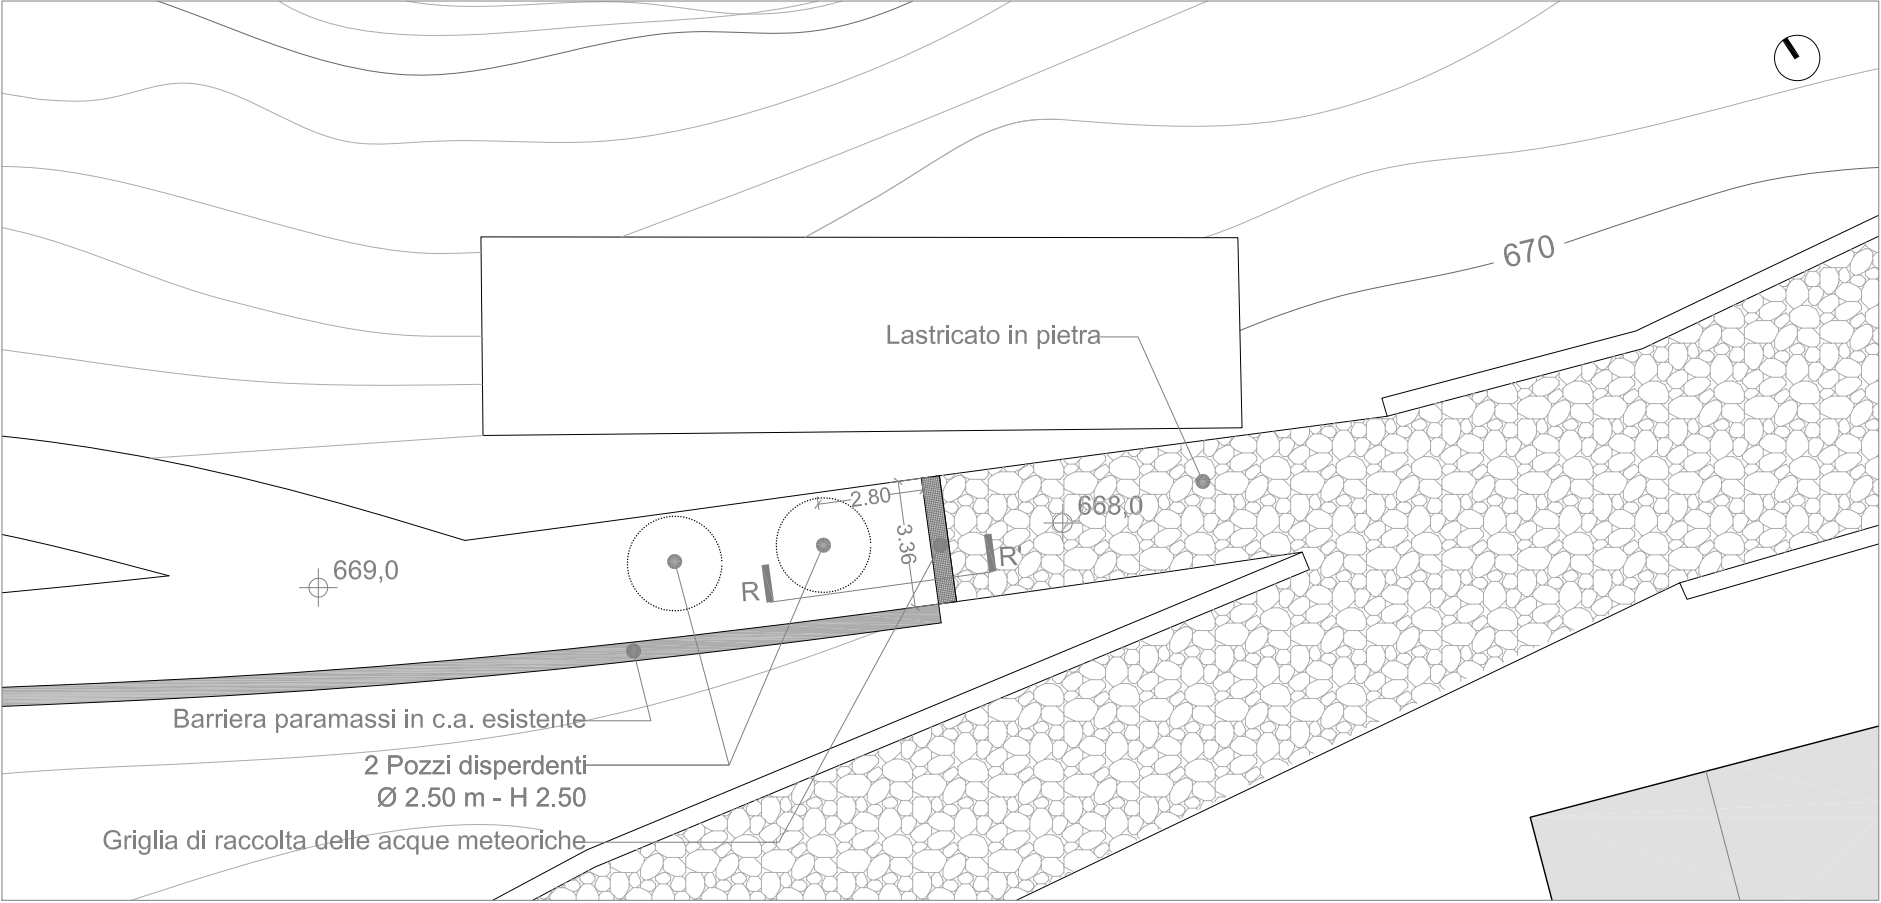 670
Lastricato in pietra
2.80
3.36
668,0
R
R'
669,0
Barriera paramassi in c.a. esistente
2 Pozzi disperdenti
Ø 2.50 m - H 2.50
Griglia di raccolta delle acque meteoriche